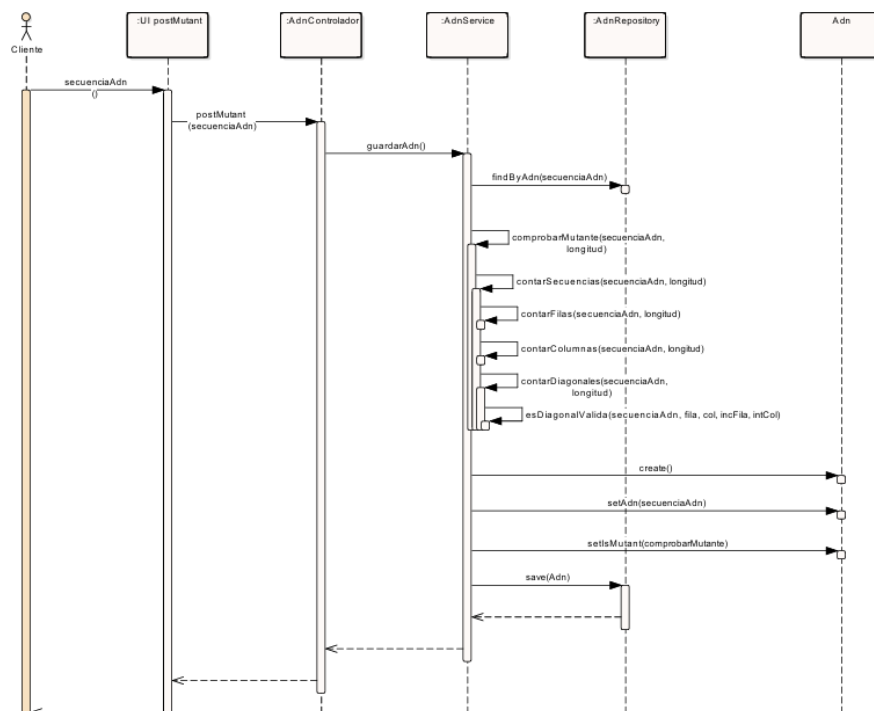 :UI postMutant
:AdnControlador
:AdnService
:AdnRepository
Adn
Cliente
secuenciaAdn
()
postMutant
(secuenciaAdn)
guardarAdn()
findByAdn(secuenciaAdn)
comprobarMutante(secuenciaAdn,
longitud)
contarSecuencias(secuenciaAdn, longitud)
contarFilas(secuenciaAdn, longitud)
contarColumnas(secuenciaAdn, longitud)
contarDiagonales(secuenciaAdn,
longitud)
esDiagonalValida(secuenciaAdn, fila, col, incFila, intCol)
create()
setAdn(secuenciaAdn)
setIsMutant(comprobarMutante)
save(Adn)